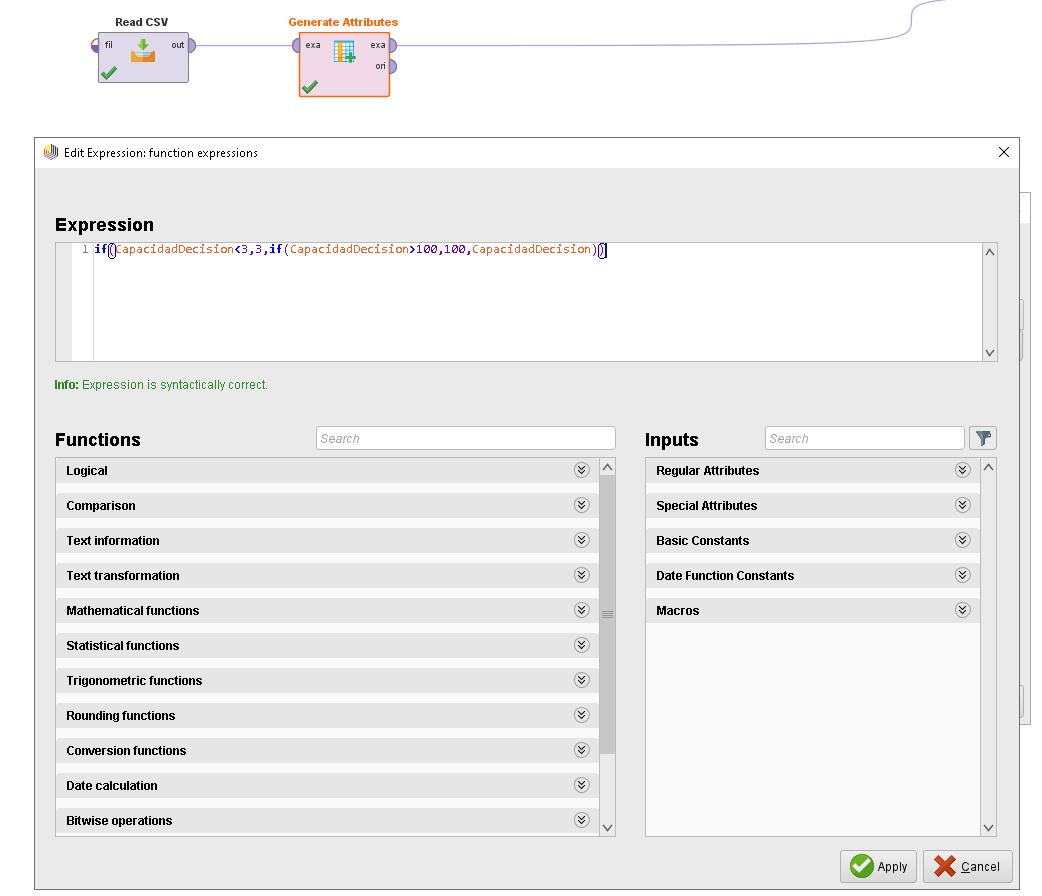 Read CSV
Generate Attributes
fil
out
exa
exa
ori
Edit Expression: function expressions
Expression
1 if(CapacidadDecision<3,3,if(CapacidadDecision>100,100,CapacidadDecision))
Info: Expression is syntactically correct.
Functions
Search
Inputs
Search
Logical
Comparison
Text information
Text transformation
Mathematical functions
Statistical functions
Trigonometric functions
Rounding functions
Conversion functions
Date calculation
Bitwise operations
Regular Attributes
Special Attributes
Basic Constants
Date Function Constants
Macros
Apply
Cancel